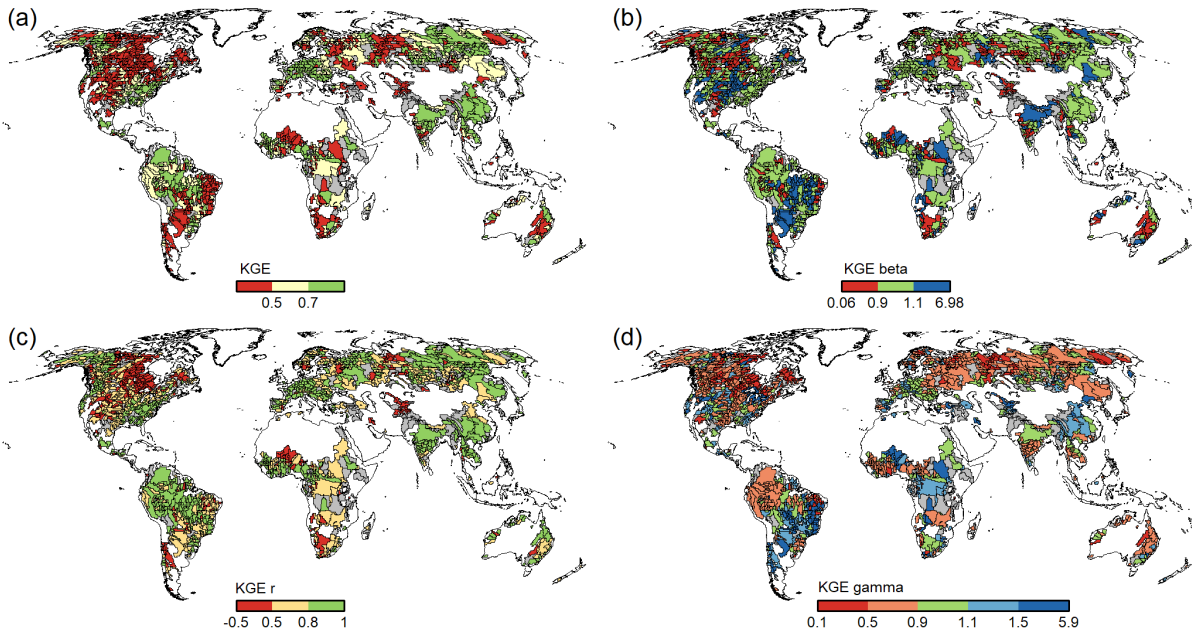 (a)
KGE
0.5 0.7
(b)
KGE beta
0.06 0.9 1.1 6.98
(c)
KGE r
-0.5 0.5 0.8 1
(d)
KGE gamma
0.1 0.5 0.9 1.1 1.5 5.9